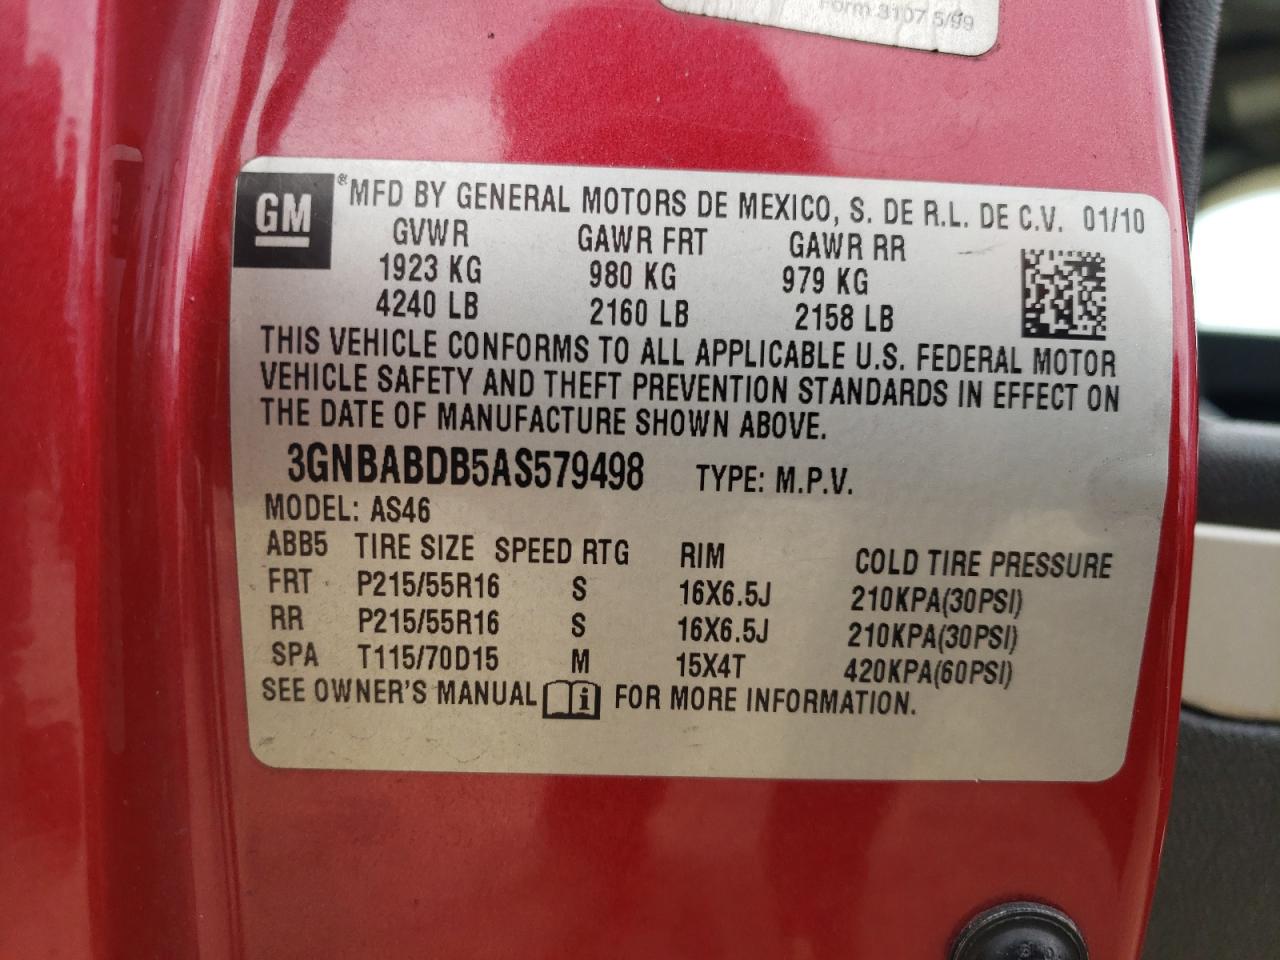 Form 3107 5/99
GM ® MFD BY GENERAL MOTORS DE MEXICO, S. DE R.L. DE C.V. 01/10
GVWR GAWR FRT GAWR RR
1923 KG 980 KG 979 KG
4240 LB 2160 LB 2158 LB
THIS VEHICLE CONFORMS TO ALL APPLICABLE U.S. FEDERAL MOTOR
VEHICLE SAFETY AND THEFT PREVENTION STANDARDS IN EFFECT ON
THE DATE OF MANUFACTURE SHOWN ABOVE.
3GNBABDB5AS579498 TYPE: M.P.V.
MODEL: AS46
ABB5 TIRE SIZE SPEED RTG RIM COLD TIRE PRESSURE
FRT P215/55R16 S 16X6.5J 210KPA(30PSI)
RR P215/55R16 S 16X6.5J 210KPA(30PSI)
SPA T115/70D15 M 15X4T 420KPA(60PSI)
SEE OWNER'S MANUAL i FOR MORE INFORMATION.